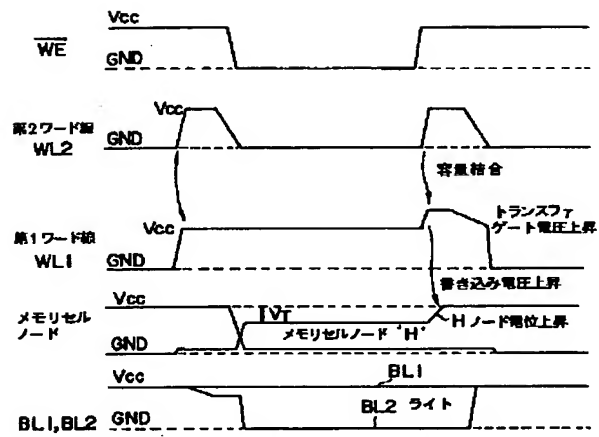 Vcc
WE
GND
第2ワード線
WL2
Vcc
GND
容量結合
第1ワード線
WL1
Vcc
GND
トランスファ
ゲート電圧上昇
書き込み電圧上昇
Vcc
メモリセル
ノード
VT
メモリセルノード 'H'
Hノード電位上昇
GND
Vcc
BL1
BL1,BL2
GND
BL2 ライト